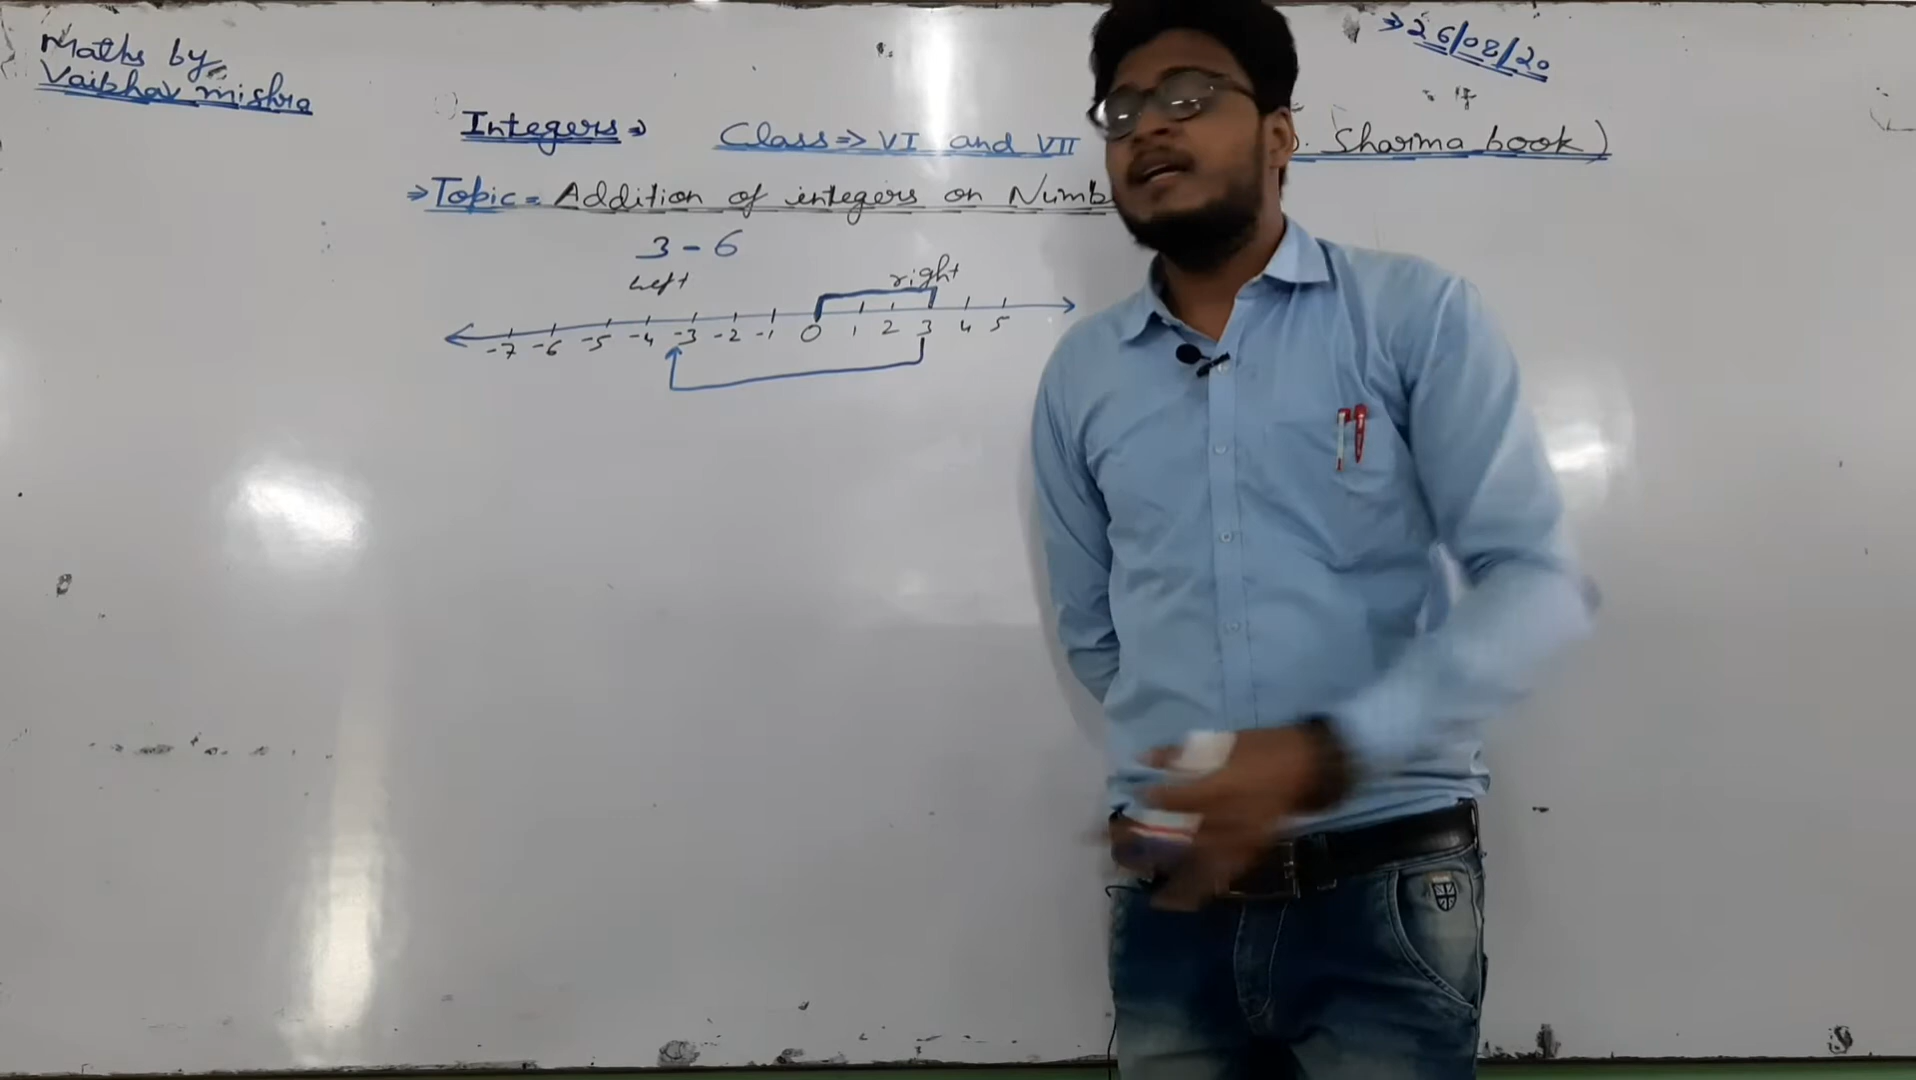 Maths by
Vaibhav mishra
⇒ 26/08/20
Integers ⇒ Class ⇒ VI and VII . Sharma book)
⇒ Topic = Addition of integers on Numb
3 - 6
Left right
-7 -6 -5 -4 -3 -2 -1 0 1 2 3 4 5